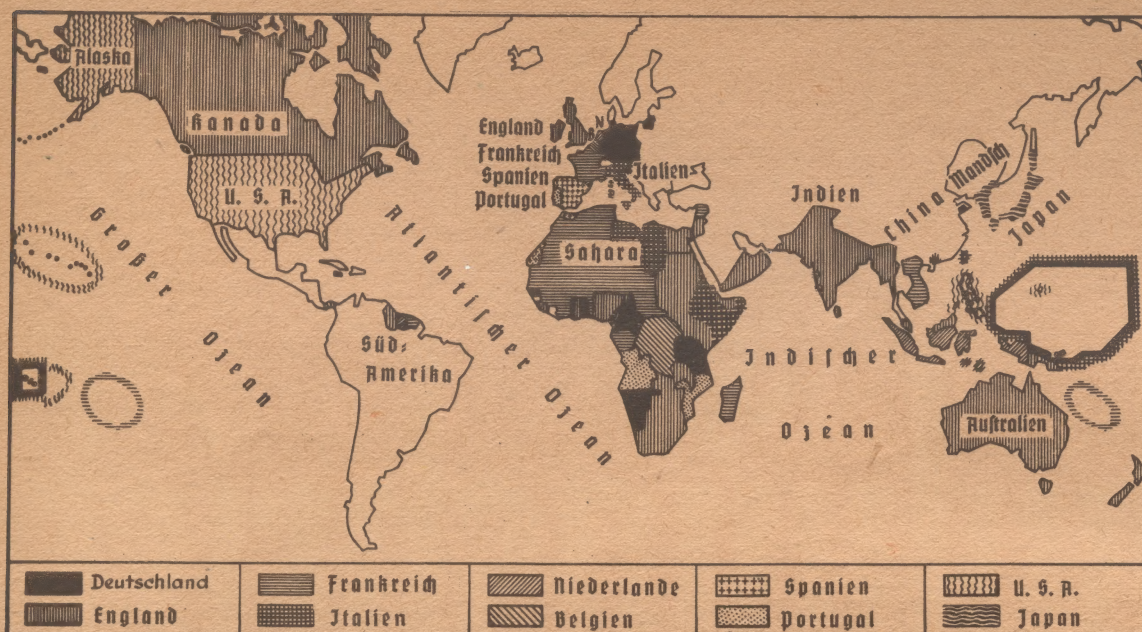 Alaska
Kanada
U. S. A.
Großer
Ozean
Atlantischer Ozean
Süd-
Amerika
England
N
Frankreich
Spanien
Portugal
Italien
Sahara
Indien
China
Mandsch
Japan
Indischer
Ozean
Australien
Deutschland
England
Frankreich
Italien
Niederlande
Belgien
Spanien
Portugal
U. S. A.
Japan